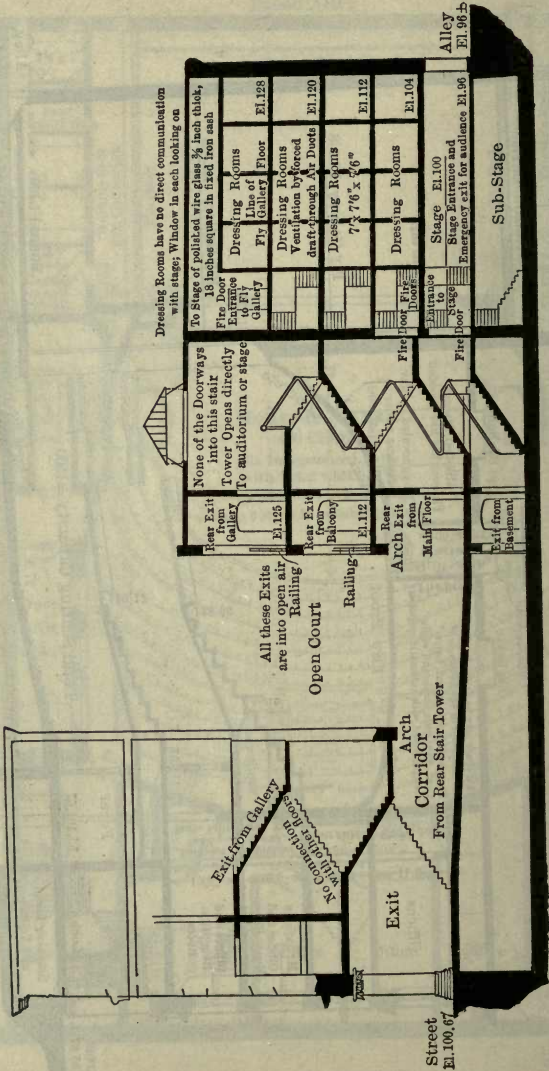 Dressing Rooms have no direct communication
with stage; Window in each looking on
To Stage of polisted wire glass 3/8 inch thick,
18 inches square in fixed iron sash
Fire Door
Entrance
to Fly
Gallery
Dressing Rooms
Line of
Fly Gallery Floor
El.128
Dressing Rooms
Ventilation by forced
draft through Air Ducts
El.120
Dressing Rooms
7'x 7'6"x 7'6"
El.112
Fire Door
Fire
Doors
Dressing Rooms
El.104
Entrance
to
Stage
Stage El.100
Stage Entrance and
Emergency exit for audience El.96
Fire Door
Sub-Stage
Alley
El.96±
None of the Doorways
into this stair
Tower Opens directly
To auditorium or stage
Rear Exit
from
Gallery
El.125
Rear Exit
from
Balcony
El.112
Rear
Exit
from
Main Floor
Arch
Exit from
Basement
All these Exits
are into open air
Railing
Open Court
Railing
Exit from Gallery
No Connection
with other floors
Exit
Arch
Corridor
From Rear Stair Tower
Street
El.100.67